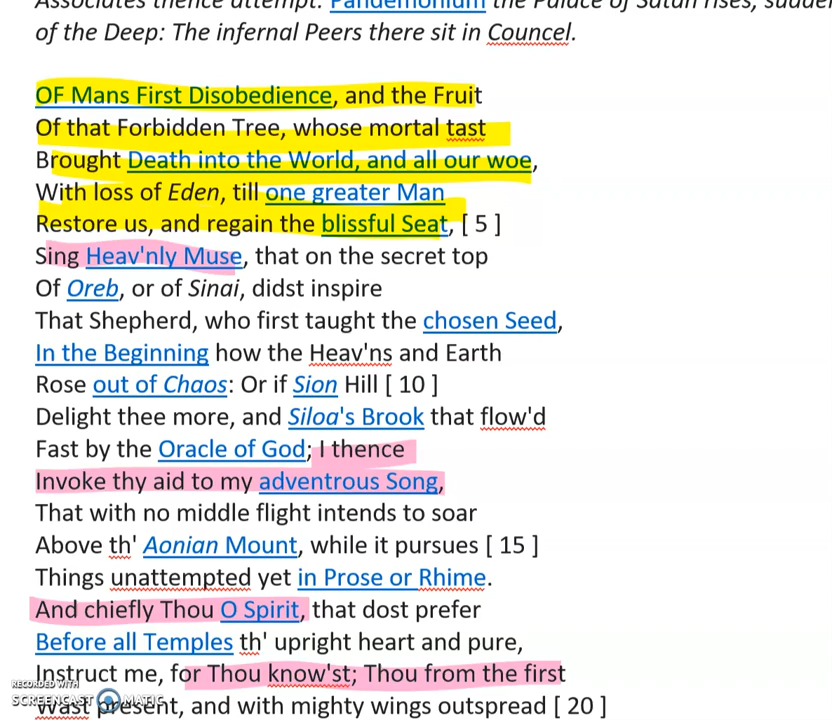 Associates thence attempt. Pandemonium the Palace of Satan rises, sudden
of the Deep: The infernal Peers there sit in Councel.
OF Mans First Disobedience, and the Fruit
Of that Forbidden Tree, whose mortal tast
Brought Death into the World, and all our woe,
With loss of Eden, till one greater Man
Restore us, and regain the blissful Seat, [ 5 ]
Sing Heav'nly Muse, that on the secret top
Of Oreb, or of Sinai, didst inspire
That Shepherd, who first taught the chosen Seed,
In the Beginning how the Heav'ns and Earth
Rose out of Chaos: Or if Sion Hill [ 10 ]
Delight thee more, and Siloa's Brook that flow'd
Fast by the Oracle of God; I thence
Invoke thy aid to my adventrous Song,
That with no middle flight intends to soar
Above th' Aonian Mount, while it pursues [ 15 ]
Things unattempted yet in Prose or Rhime.
And chiefly Thou O Spirit, that dost prefer
Before all Temples th' upright heart and pure,
Instruct me, for Thou know'st; Thou from the first
Wast present, and with mighty wings outspread [ 20 ]
RECORDED WITH
SCREENCAST MATIC